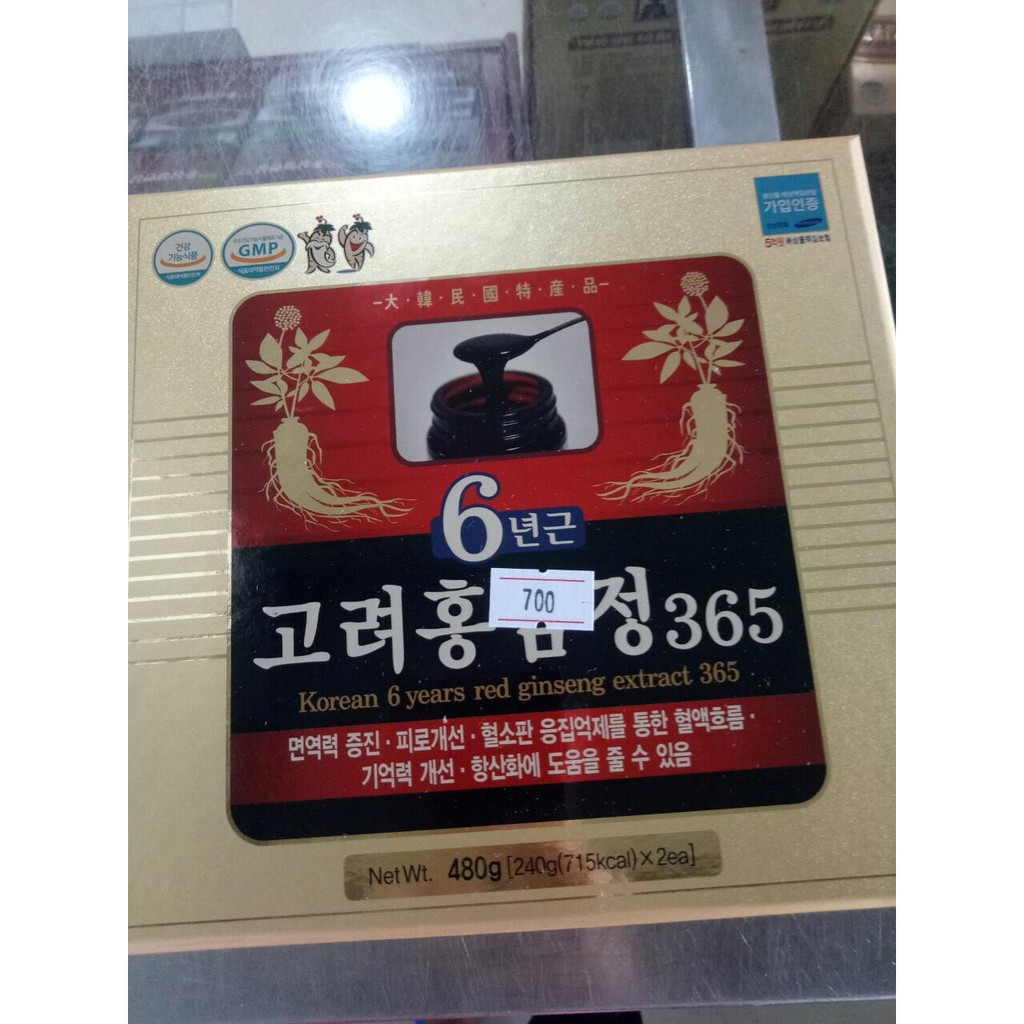 가입인증
건강
기능식품
GMP
-大·韓·民·國·特·産·品-
6년근
고려홍삼정365
700
Korean 6 years red ginseng extract 365
면역력 증진·피로개선·혈소판 응집억제를 통한 혈액흐름·
기억력 개선·항산화에 도움을 줄 수 있음
Net Wt. 480g [240g(715kcal)×2ea]